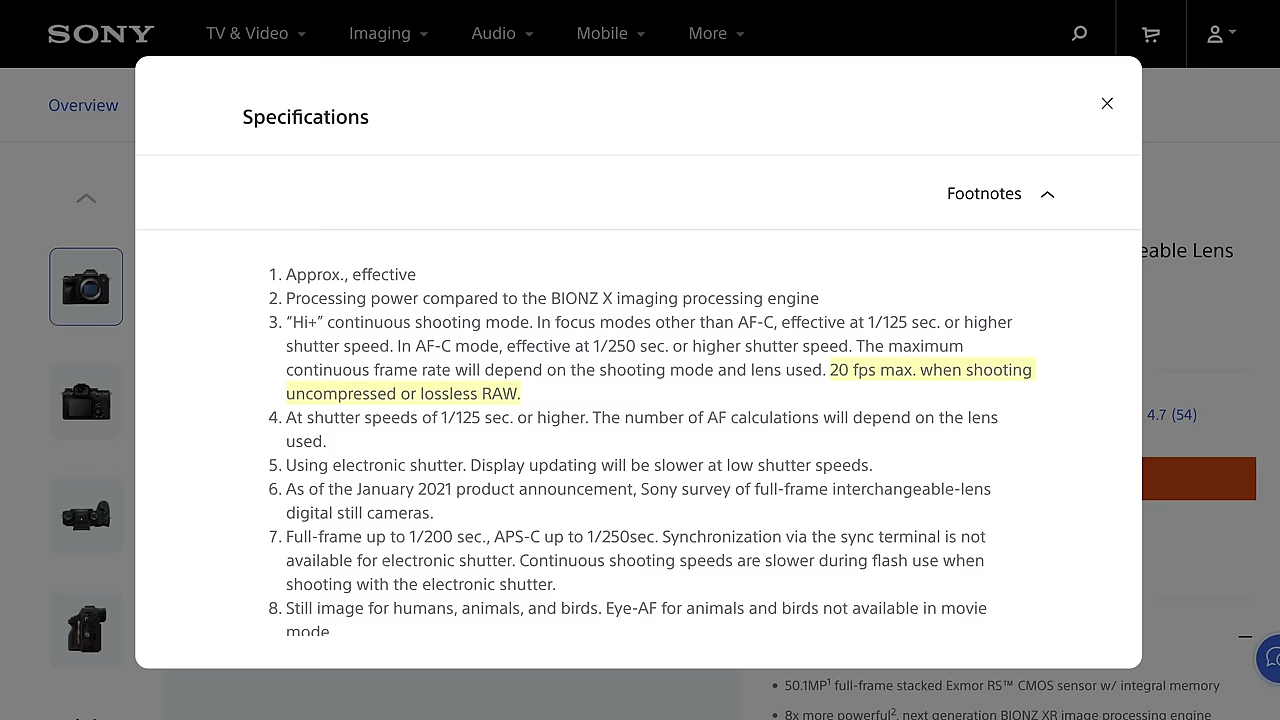 SONY
TV & Video
Imaging
Audio
Mobile
More
Overview
Specifications
Footnotes
eable Lens
1. Approx., effective
2. Processing power compared to the BIONZ X imaging processing engine
3. “Hi+” continuous shooting mode. In focus modes other than AF-C, effective at 1/125 sec. or higher
shutter speed. In AF-C mode, effective at 1/250 sec. or higher shutter speed. The maximum
continuous frame rate will depend on the shooting mode and lens used. 20 fps max. when shooting
uncompressed or lossless RAW.
4. At shutter speeds of 1/125 sec. or higher. The number of AF calculations will depend on the lens
used.
4.7 (54)
5. Using electronic shutter. Display updating will be slower at low shutter speeds.
6. As of the January 2021 product announcement, Sony survey of full-frame interchangeable-lens
digital still cameras.
7. Full-frame up to 1/200 sec., APS-C up to 1/250sec. Synchronization via the sync terminal is not
available for electronic shutter. Continuous shooting speeds are slower during flash use when
shooting with the electronic shutter.
8. Still image for humans, animals, and birds. Eye-AF for animals and birds not available in movie
mode
• 50.1MP1 full-frame stacked Exmor RS™ CMOS sensor w/ integral memory
• 8x more powerful2, next generation BIONZ XR image processing engine